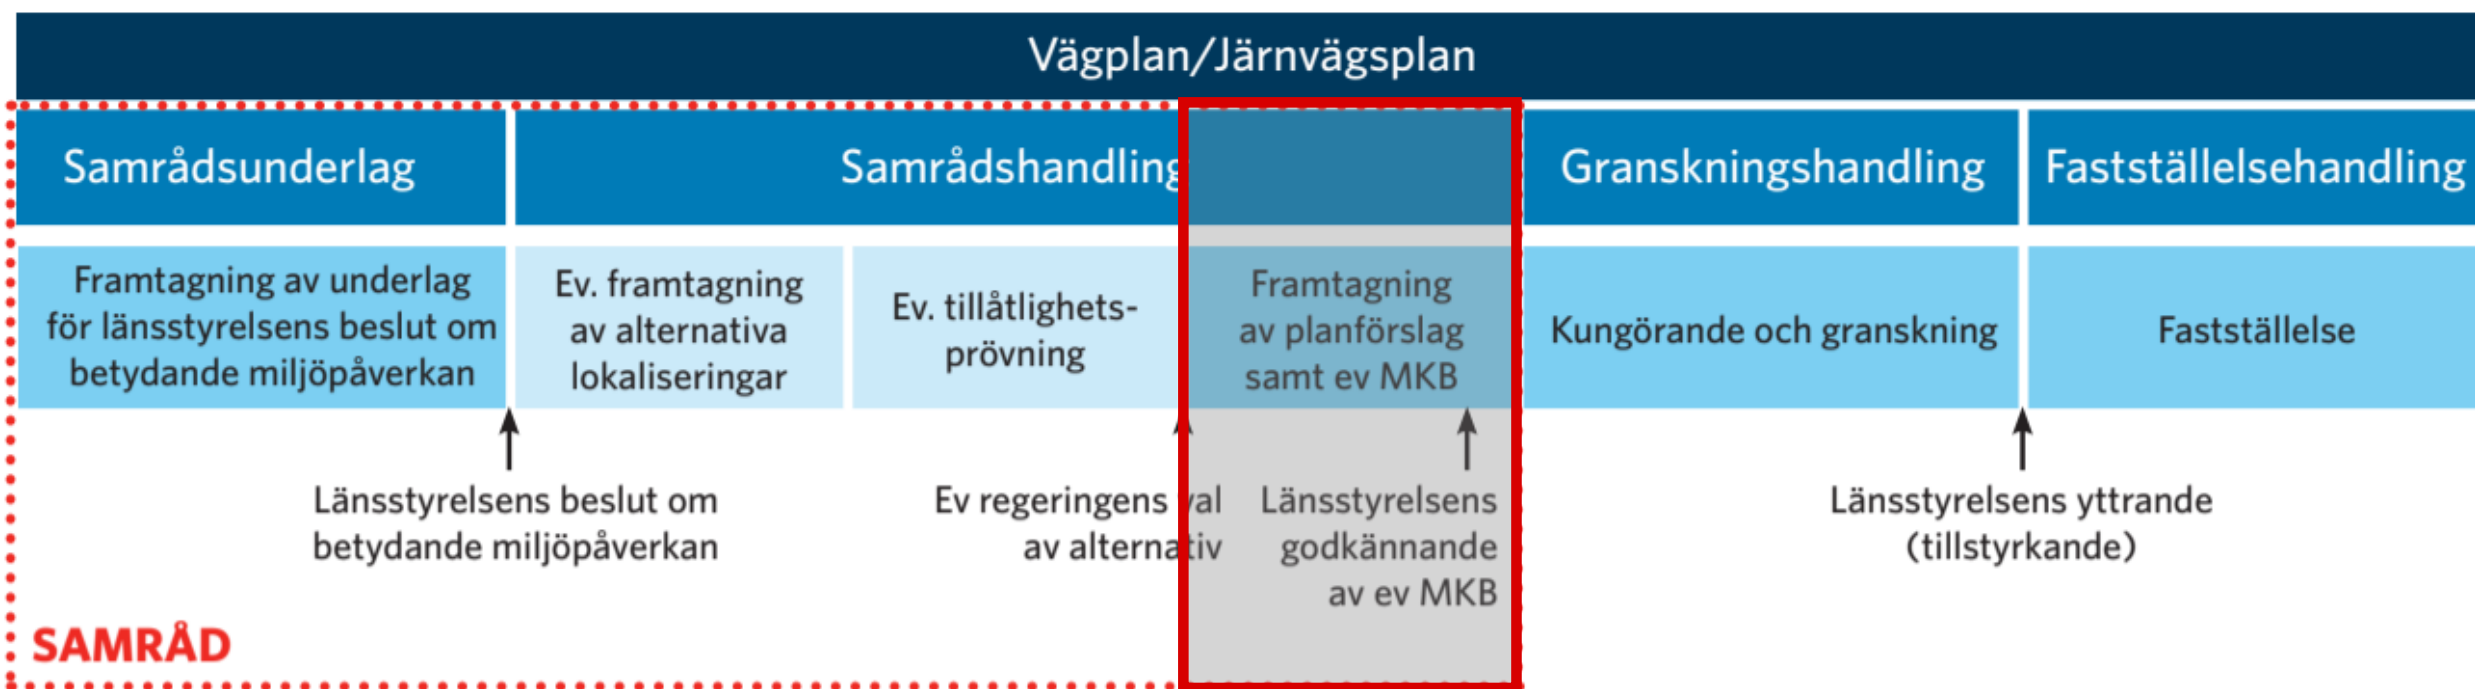 Vägplan/Järnvägsplan
Samrådsunderlag
Samrådshandling
Granskningshandling
Fastställelsehandling
Framtagning av underlag
för länsstyrelsens beslut om
betydande miljöpåverkan
Ev. framtagning
av alternativa
lokaliseringar
Ev. tillåtlighets-
prövning
Framtagning
av planförslag
samt ev MKB
Kungörande och granskning
Fastställelse
Länsstyrelsens beslut om
betydande miljöpåverkan
Ev regeringens val
av alternativ
Länsstyrelsens
godkännande
av ev MKB
Länsstyrelsens yttrande
(tillstyrkande)
SAMRÅD